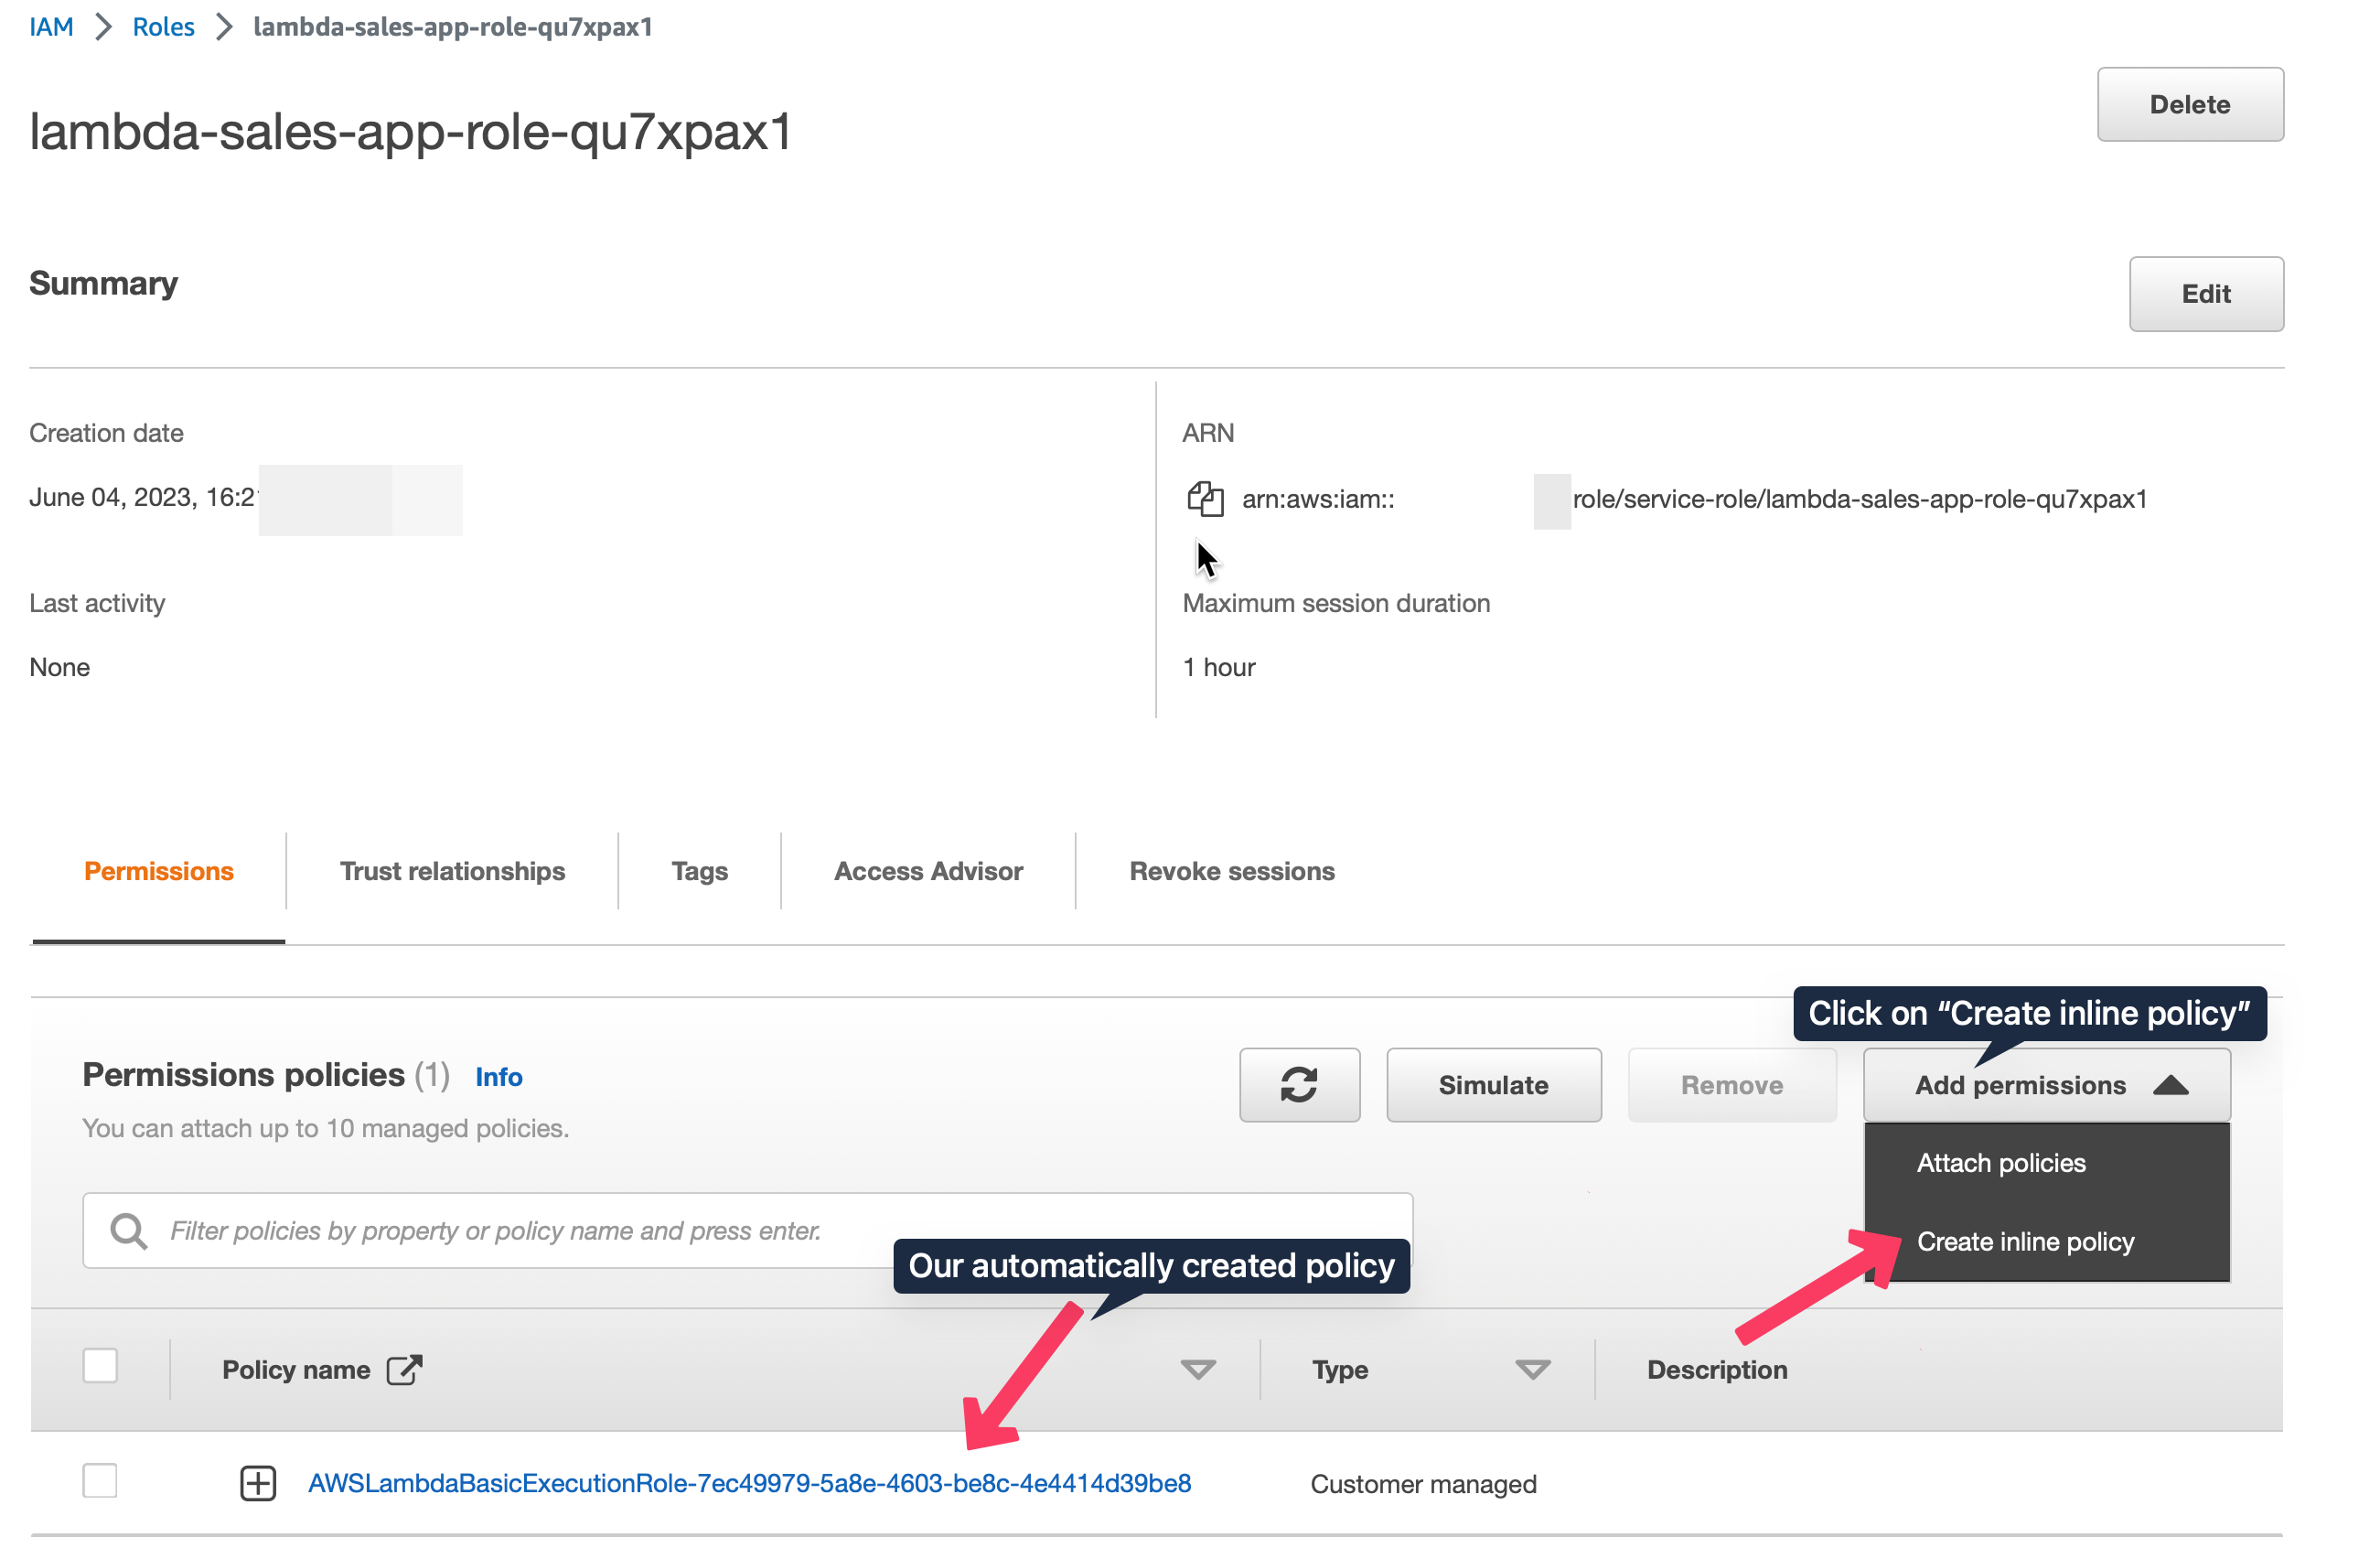 IAM > Roles > lambda-sales-app-role-qu7xpax1
lambda-sales-app-role-qu7xpax1
Delete
Summary
Edit
Creation date
June 04, 2023, 16:2
ARN
arn:aws:iam:: role/service-role/lambda-sales-app-role-qu7xpax1
Last activity
None
Maximum session duration
1 hour
Permissions
Trust relationships
Tags
Access Advisor
Revoke sessions
Click on “Create inline policy”
Permissions policies (1) Info
You can attach up to 10 managed policies.
Simulate
Remove
Add permissions
Attach policies
Create inline policy
Filter policies by property or policy name and press enter.
Our automatically created policy
Policy name
Type
Description
AWSLambdaBasicExecutionRole-7ec49979-5a8e-4603-be8c-4e4414d39be8
Customer managed